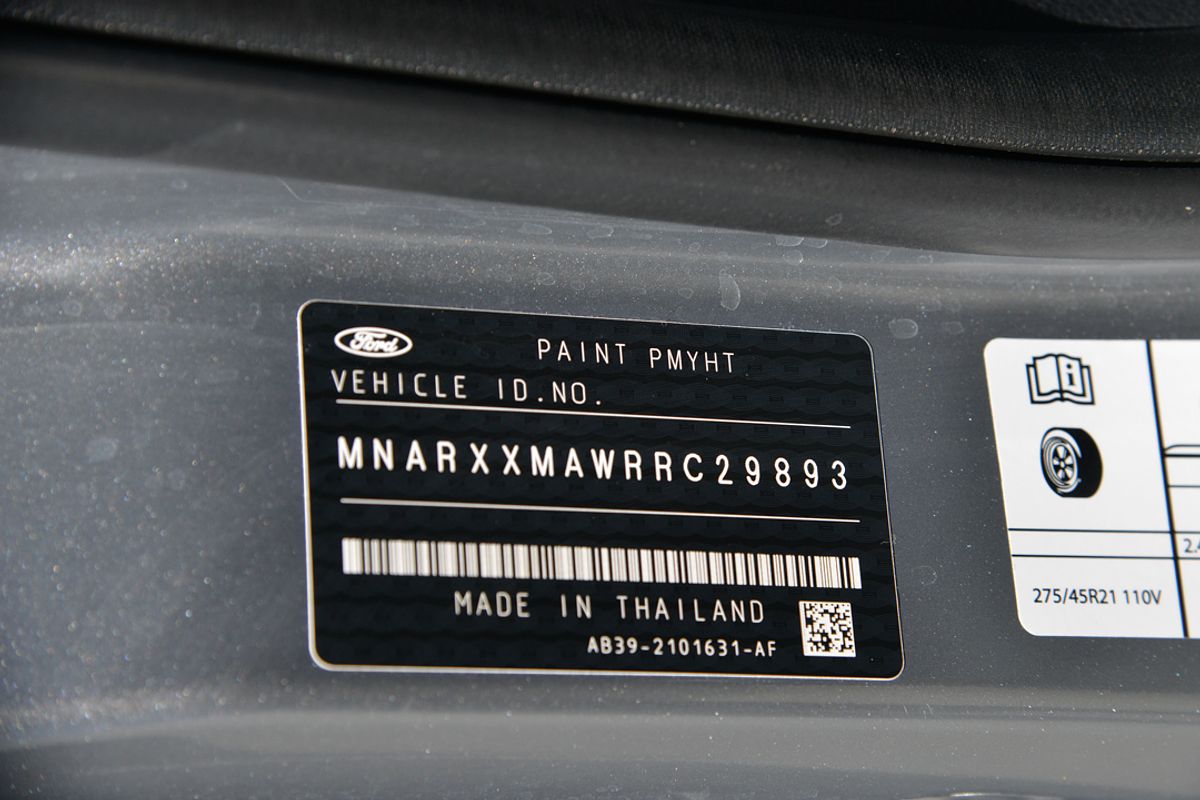 Ford
PAINT PMYHT
VEHICLE ID.NO.
MNARXXMAWRRC29893
MADE IN THAILAND
AB39-2101631-AF
275/45R21 110V